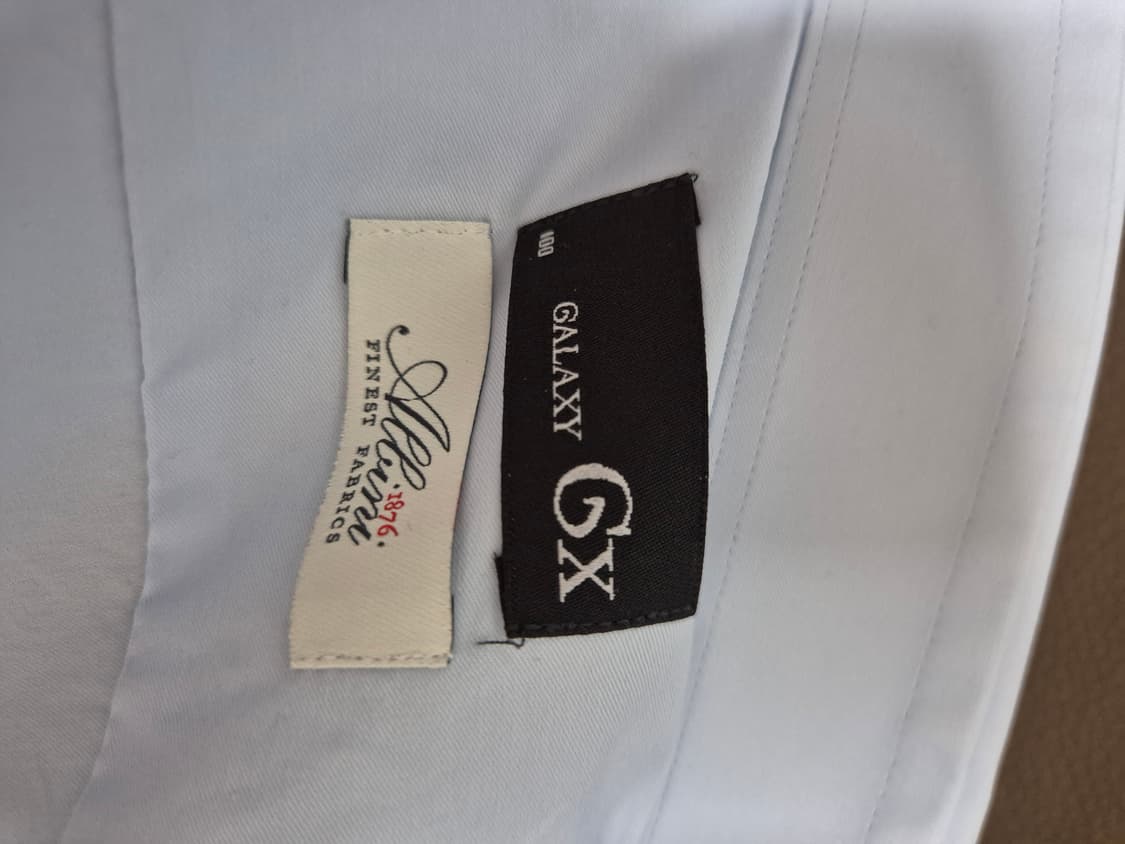 100
GALAXY GX
Albini
1876
FINEST FABRICS